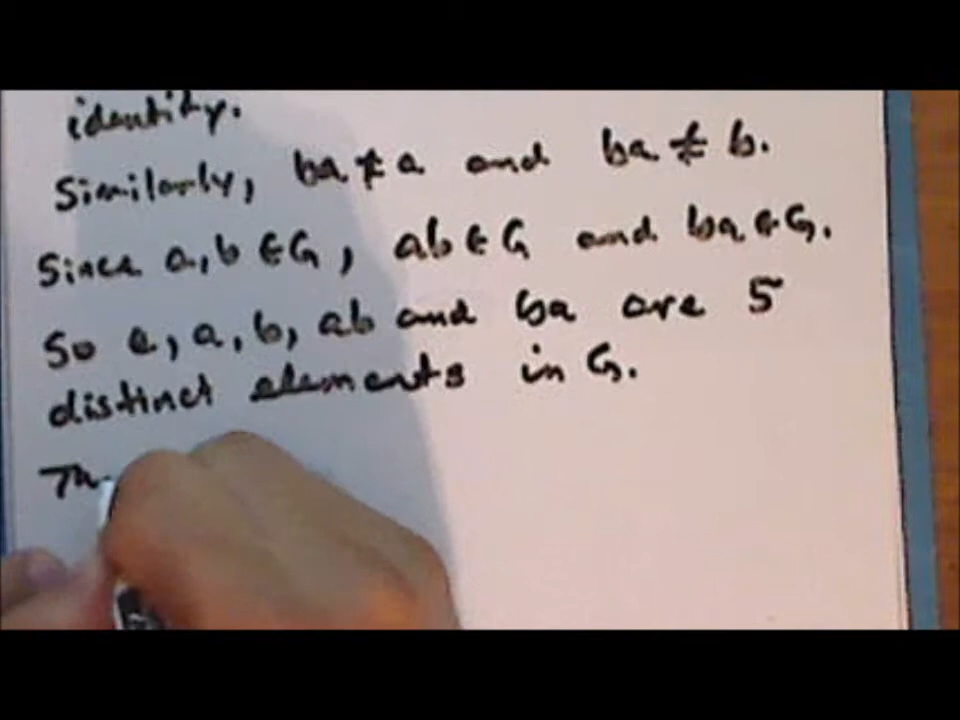 identity.
Similarly, ba ≠ a and ba ≠ b.
Since a, b ∈ G, ab ∈ G and ba ∈ G.
So e, a, b, ab and ba are 5
distinct elements in G.